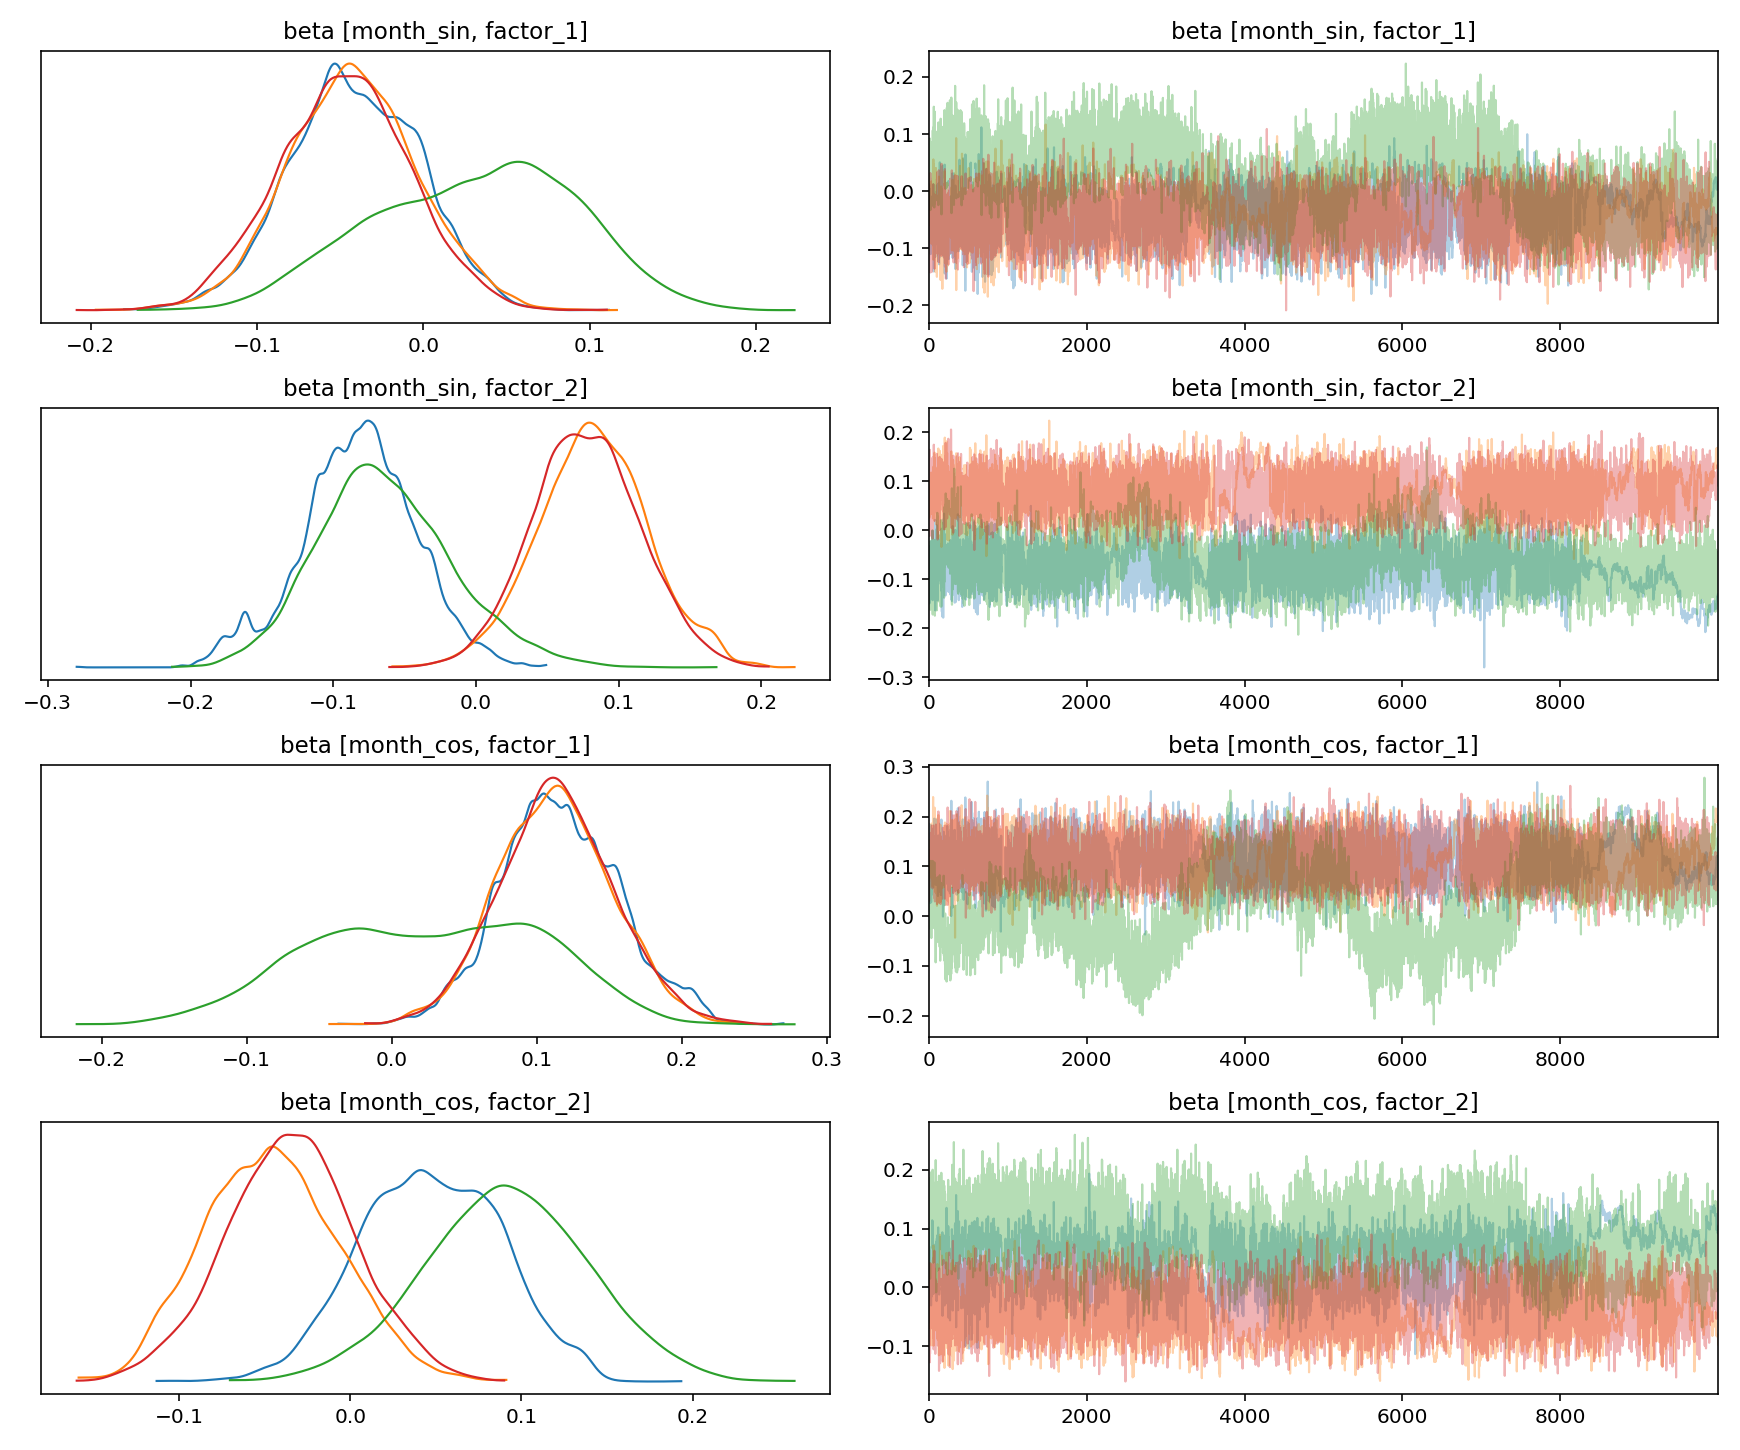 beta [month_sin, factor_1]
−0.2 −0.1 0.0 0.1 0.2
beta [month_sin, factor_1]
0.2
0.1
0.0
−0.1
−0.2
0 2000 4000 6000 8000
beta [month_sin, factor_2]
−0.3 −0.2 −0.1 0.0 0.1 0.2
beta [month_sin, factor_2]
0.2
0.1
0.0
−0.1
−0.2
−0.3
0 2000 4000 6000 8000
beta [month_cos, factor_1]
−0.2 −0.1 0.0 0.1 0.2 0.3
beta [month_cos, factor_1]
0.3
0.2
0.1
0.0
−0.1
−0.2
0 2000 4000 6000 8000
beta [month_cos, factor_2]
−0.1 0.0 0.1 0.2
beta [month_cos, factor_2]
0.2
0.1
0.0
−0.1
0 2000 4000 6000 8000